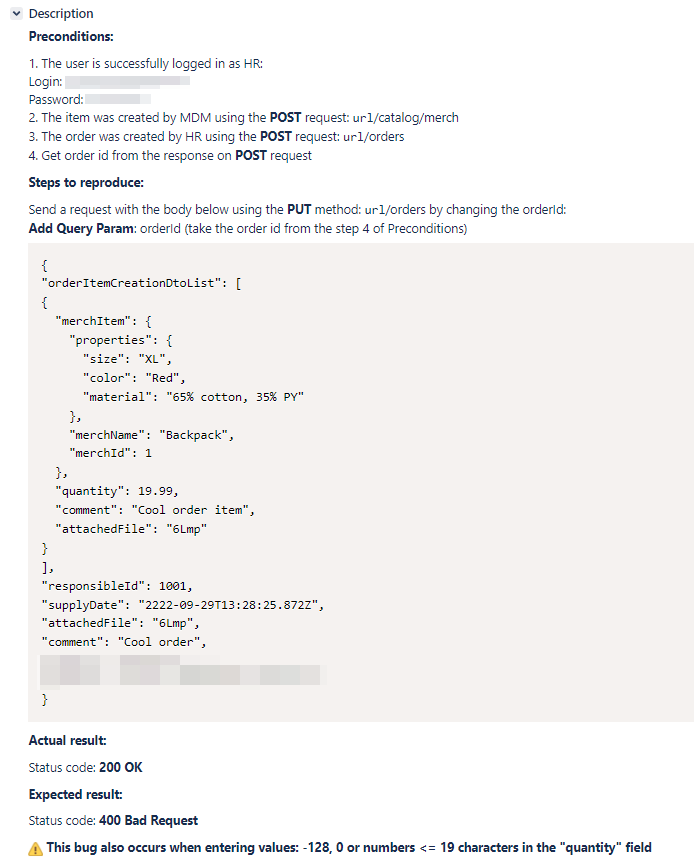 Description
Preconditions:
1. The user is successfully logged in as HR:
Login:
Password:
2. The item was created by MDM using the POST request: url/catalog/merch
3. The order was created by HR using the POST request: url/orders
4. Get order id from the response on POST request
Steps to reproduce:
Send a request with the body below using the PUT method: url/orders by changing the orderId:
Add Query Param: orderId (take the order id from the step 4 of Preconditions)
{
"orderItemCreationDtoList": [
{
"merchItem": {
"properties": {
"size": "XL",
"color": "Red",
"material": "65% cotton, 35% PY"
},
"merchName": "Backpack",
"merchId": 1
},
"quantity": 19.99,
"comment": "Cool order item",
"attachedFile": "6Lmp"
}
],
"responsibleId": 1001,
"supplyDate": "2222-09-29T13:28:25.872Z",
"attachedFile": "6Lmp",
"comment": "Cool order",
}
Actual result:
Status code: 200 OK
Expected result:
Status code: 400 Bad Request
This bug also occurs when entering values: -128, 0 or numbers <= 19 characters in the "quantity" field